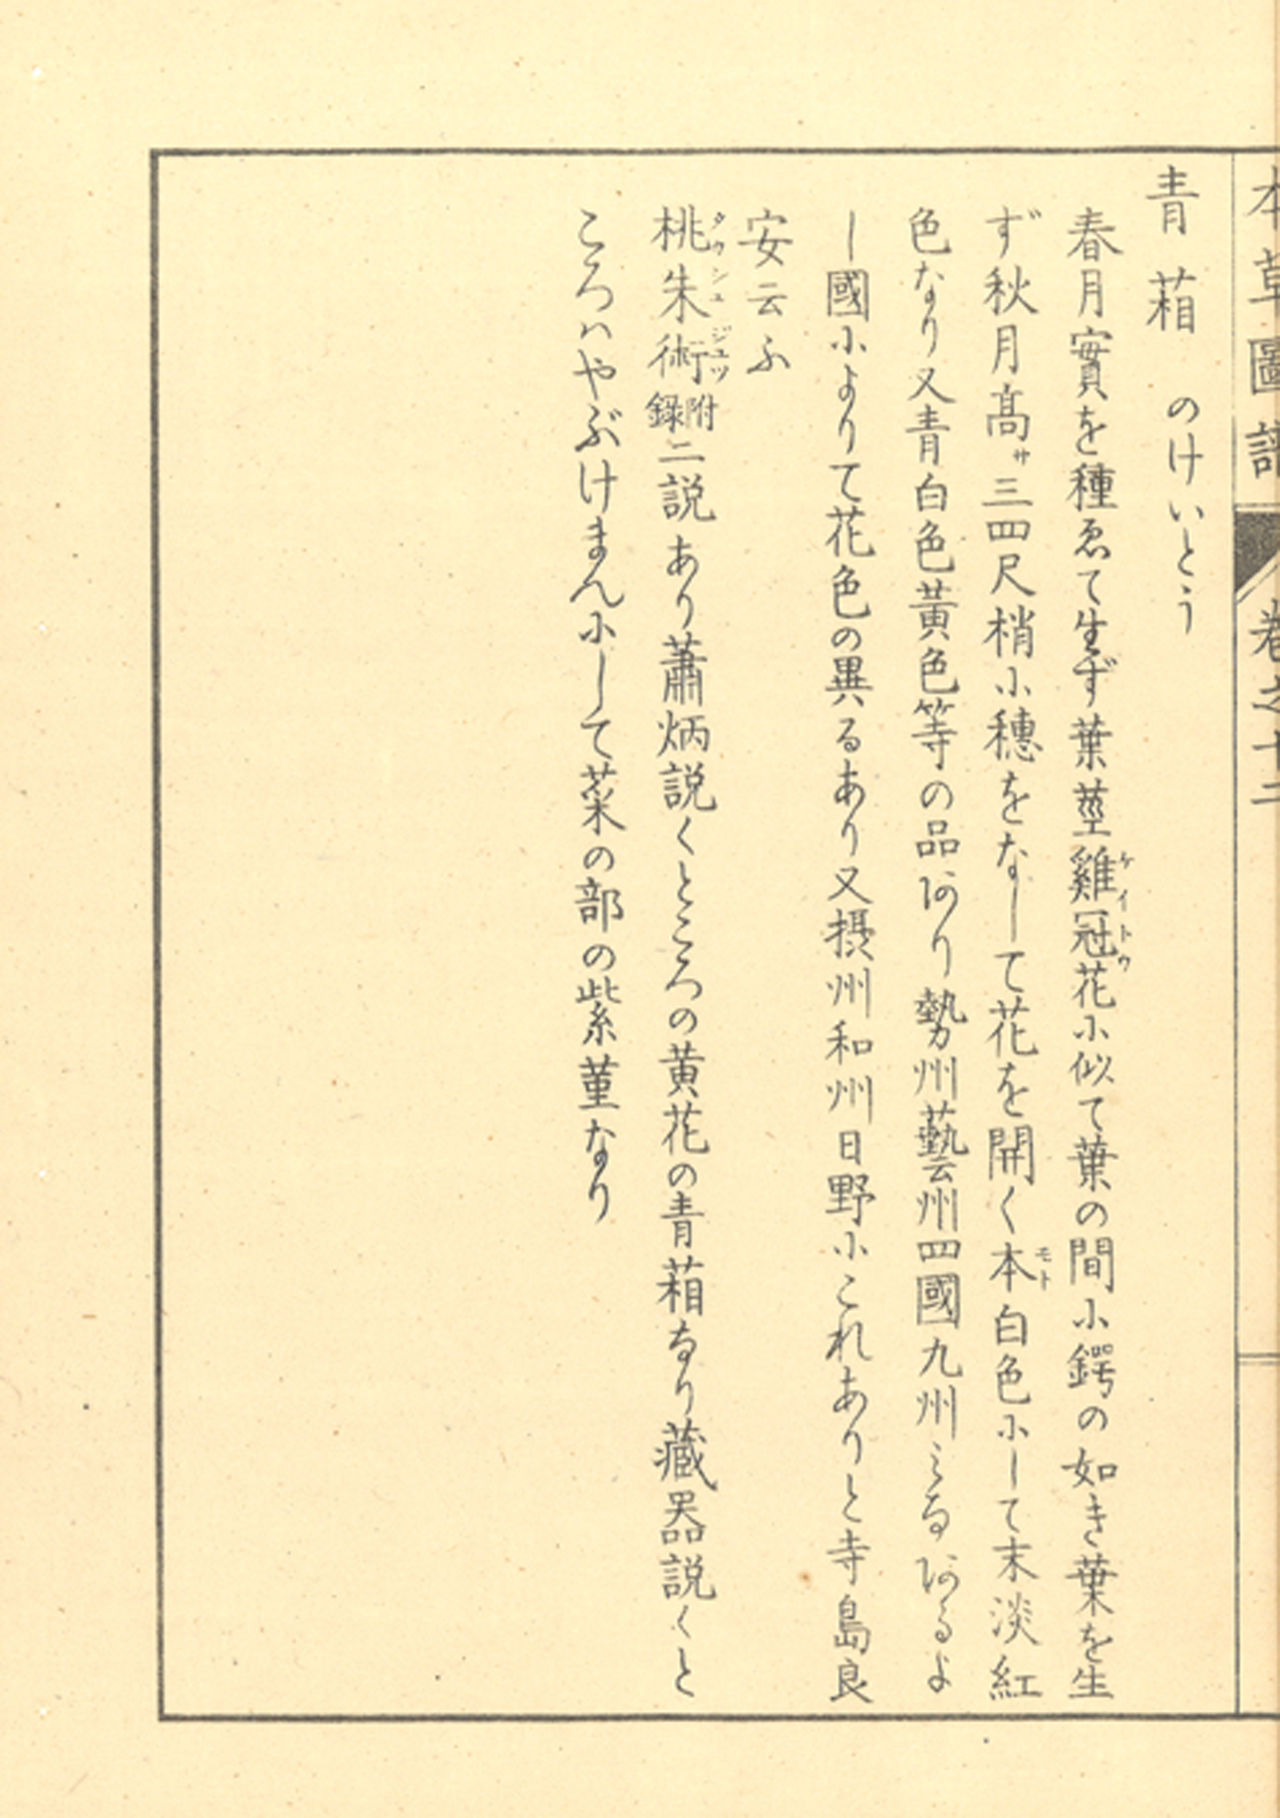 本草圖譜 巻之十二
青葙 のけいとう
春月實を種ゑて生ず葉莖雞冠花に似て葉の間に鍔の如き葉を生
ず秋月高サ三四尺梢に穗をなして花を開く本白色にして末淡紅
色なり又青白色黃色等の品あり勢州藝州四國九州にあるよ
し國によりて花色の異るあり又摂州和州日野にこれありと寺島良
安云ふ
桃朱術附録二説あり蕭炳説くところの黄花の青葙なり藏器説くと
ころハやぶけまんにして菜の部の紫菫なり